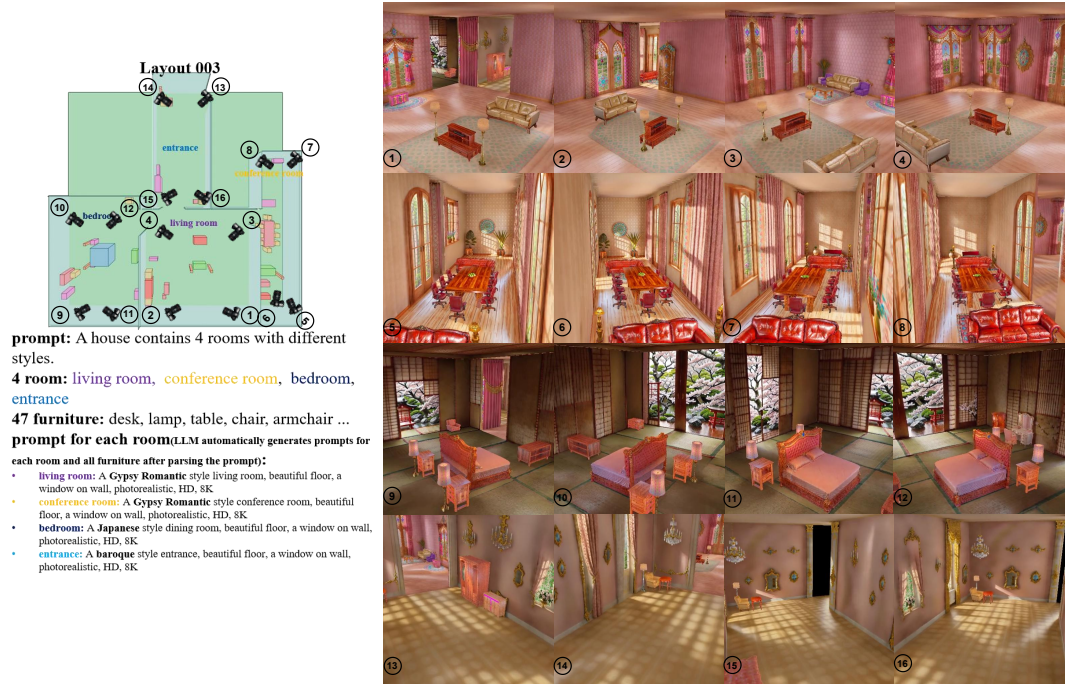 Layout 003
14
13
entrance
8
7
conference room
15
16
10
bedroo
12
4
living room
3
9
11
2
1
6
5
prompt: A house contains 4 rooms with different
styles.
4 room: living room, conference room, bedroom,
entrance
47 furniture: desk, lamp, table, chair, armchair ...
prompt for each room(LLM automatically generates prompts for
each room and all furniture after parsing the prompt):
• living room: A Gypsy Romantic style living room, beautiful floor, a
window on wall, photorealistic, HD, 8K
• conference room: A Gypsy Romantic style conference room, beautiful
floor, a window on wall, photorealistic, HD, 8K
• bedroom: A Japanese style dining room, beautiful floor, a window on wall,
photorealistic, HD, 8K
• entrance: A baroque style entrance, beautiful floor, a window on wall,
photorealistic, HD, 8K
1
2
3
4
5
6
7
8
9
10
11
12
13
14
15
16